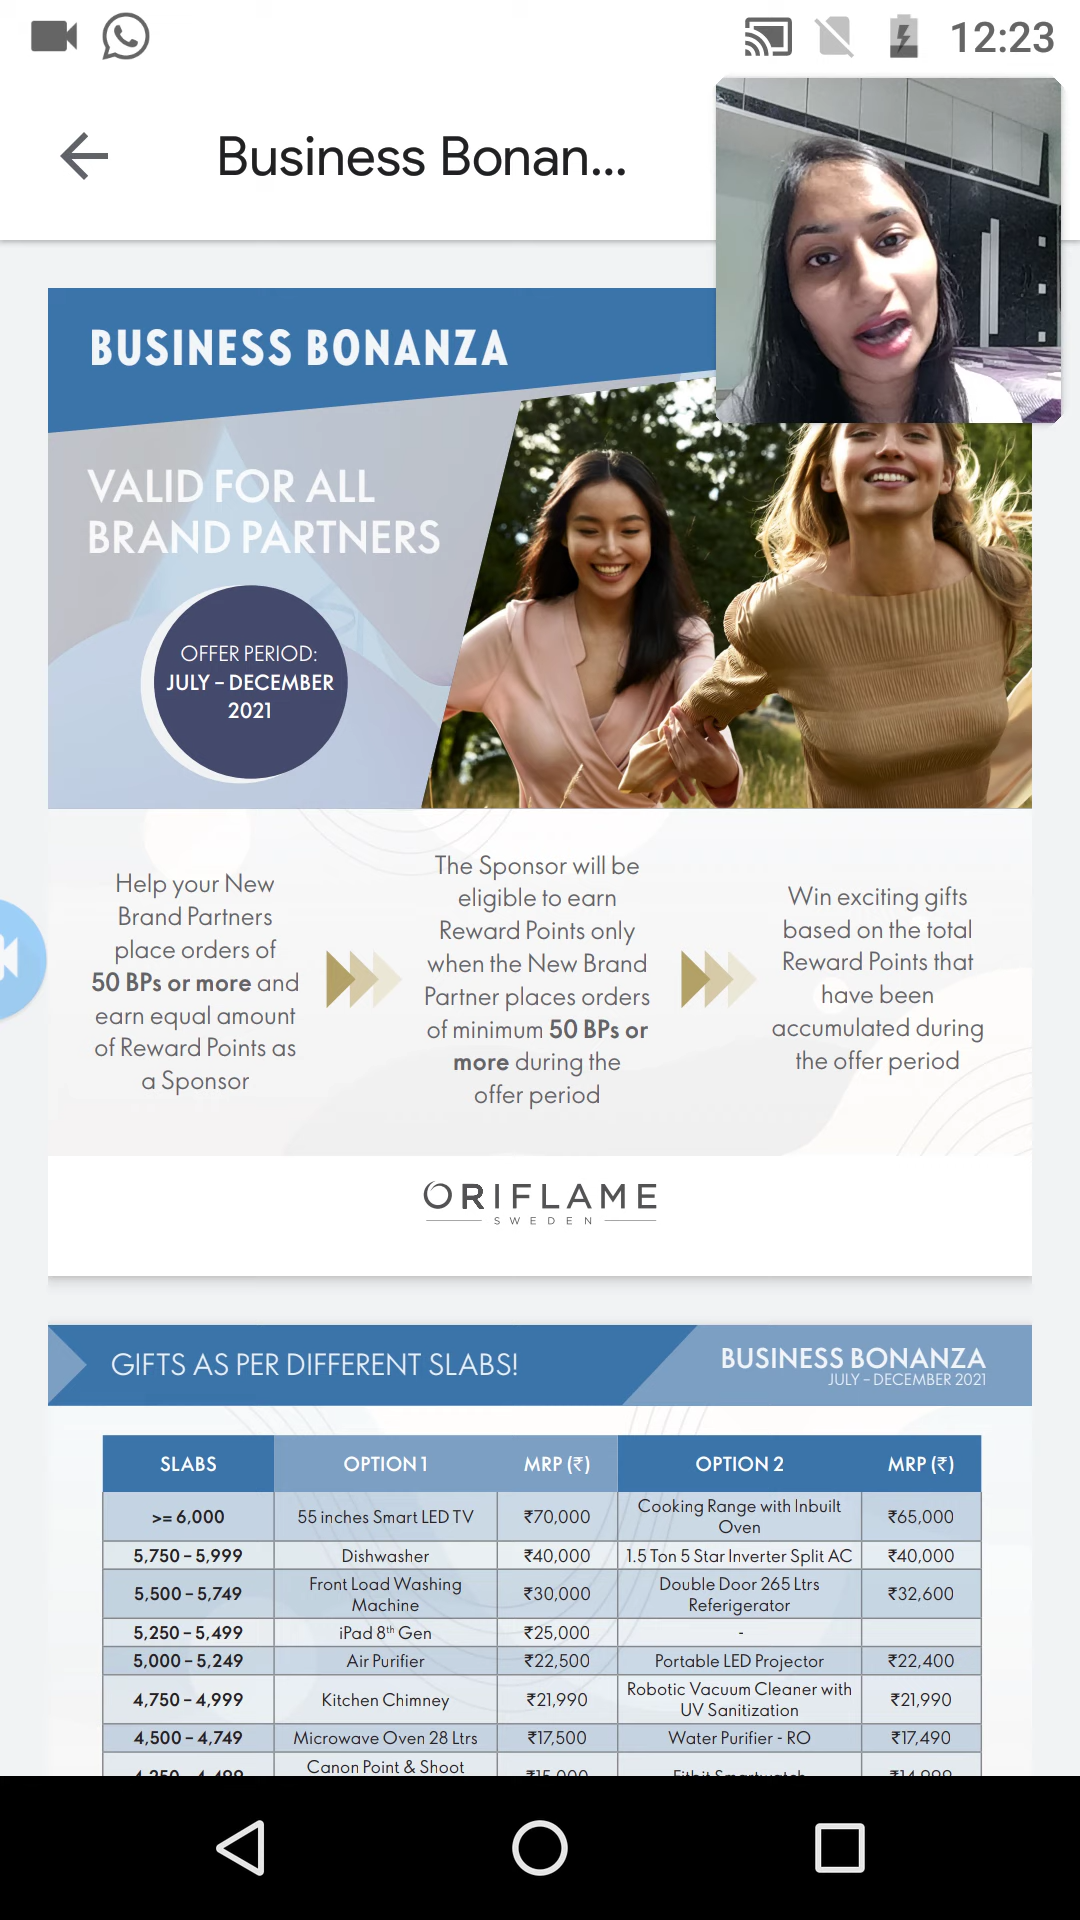 12:23
Business Bonan...
BUSINESS BONANZA
VALID FOR ALL
BRAND PARTNERS
OFFER PERIOD:
JULY – DECEMBER
2021
Help your New
Brand Partners
place orders of
50 BPs or more and
earn equal amount
of Reward Points as
a Sponsor
The Sponsor will be
eligible to earn
Reward Points only
when the New Brand
Partner places orders
of minimum 50 BPs or
more during the
offer period
Win exciting gifts
based on the total
Reward Points that
have been
accumulated during
the offer period
ORIFLAME
SWEDEN
GIFTS AS PER DIFFERENT SLABS!
BUSINESS BONANZA
JULY – DECEMBER 2021
SLABS OPTION 1 MRP (₹) OPTION 2 MRP (₹)
>= 6,000 55 inches Smart LED TV ₹70,000 Cooking Range with Inbuilt Oven ₹65,000
5,750 – 5,999 Dishwasher ₹40,000 1.5 Ton 5 Star Inverter Split AC ₹40,000
5,500 – 5,749 Front Load Washing Machine ₹30,000 Double Door 265 Ltrs Referigerator ₹32,600
5,250 – 5,499 iPad 8th Gen ₹25,000 -
5,000 – 5,249 Air Purifier ₹22,500 Portable LED Projector ₹22,400
4,750 – 4,999 Kitchen Chimney ₹21,990 Robotic Vacuum Cleaner with UV Sanitization ₹21,990
4,500 – 4,749 Microwave Oven 28 Ltrs ₹17,500 Water Purifier - RO ₹17,490
Canon Point & Shoot